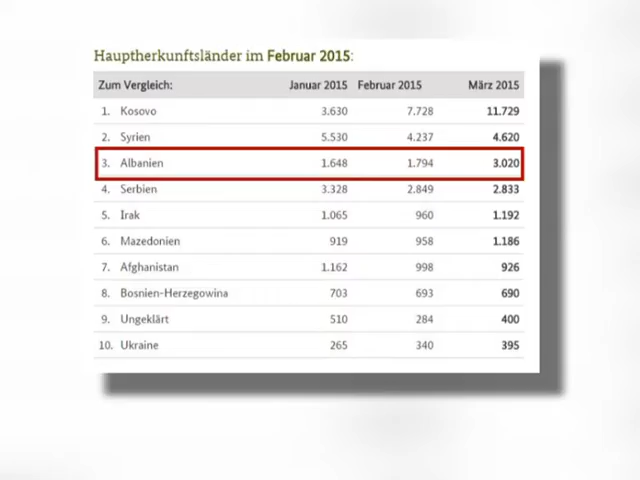 Hauptherkunftsländer im Februar 2015:
Zum Vergleich: Januar 2015 Februar 2015 März 2015
1. Kosovo 3.630 7.728 11.729
2. Syrien 5.530 4.237 4.620
3. Albanien 1.648 1.794 3.020
4. Serbien 3.328 2.849 2.833
5. Irak 1.065 960 1.192
6. Mazedonien 919 958 1.186
7. Afghanistan 1.162 998 926
8. Bosnien-Herzegowina 703 693 690
9. Ungeklärt 510 284 400
10. Ukraine 265 340 395